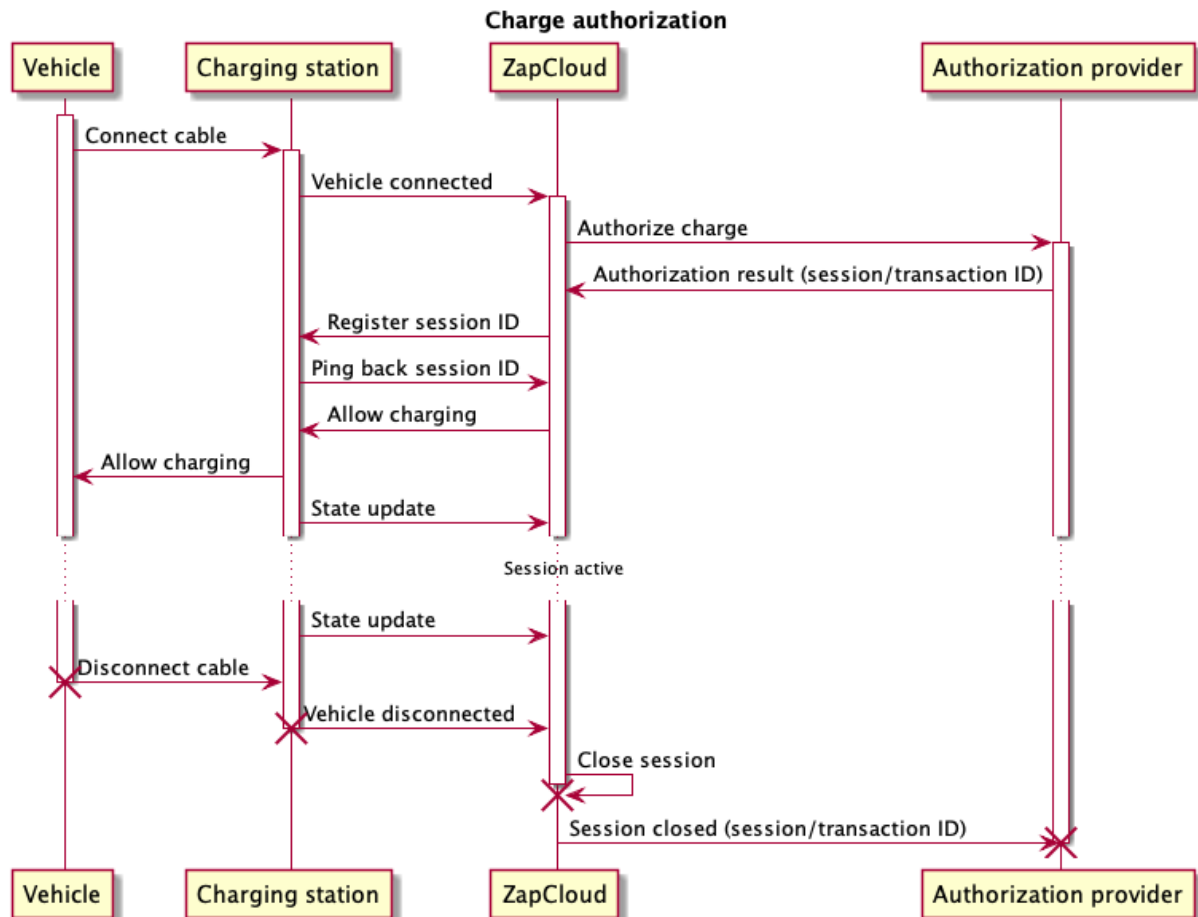 Charge authorization
Vehicle
Charging station
ZapCloud
Authorization provider
Connect cable
Vehicle connected
Authorize charge
Authorization result (session/transaction ID)
Register session ID
Ping back session ID
Allow charging
Allow charging
State update
Session active
State update
Disconnect cable
Vehicle disconnected
Close session
Session closed (session/transaction ID)
Vehicle
Charging station
ZapCloud
Authorization provider